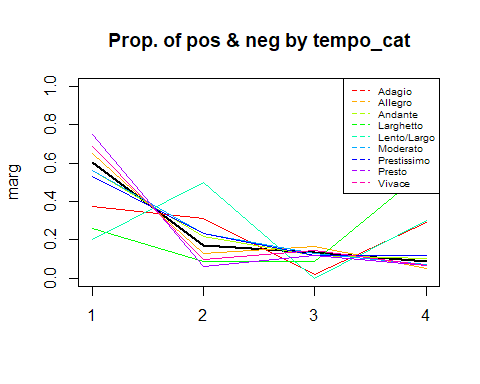 Prop. of pos & neg by tempo_cat
marg
1.0
0.8
0.6
0.4
0.2
0.0
1 2 3 4
Adagio
Allegro
Andante
Larghetto
Lento/Largo
Moderato
Prestissimo
Presto
Vivace